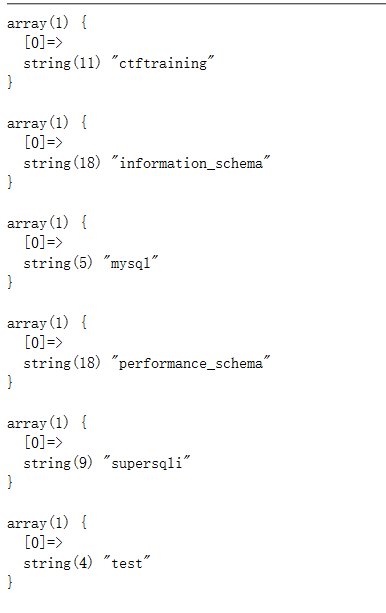 array(1) {
[0]=>
string(11) "ctftraining"
}
array(1) {
[0]=>
string(18) "information_schema"
}
array(1) {
[0]=>
string(5) "mysql"
}
array(1) {
[0]=>
string(18) "performance_schema"
}
array(1) {
[0]=>
string(9) "supersqli"
}
array(1) {
[0]=>
string(4) "test"
}